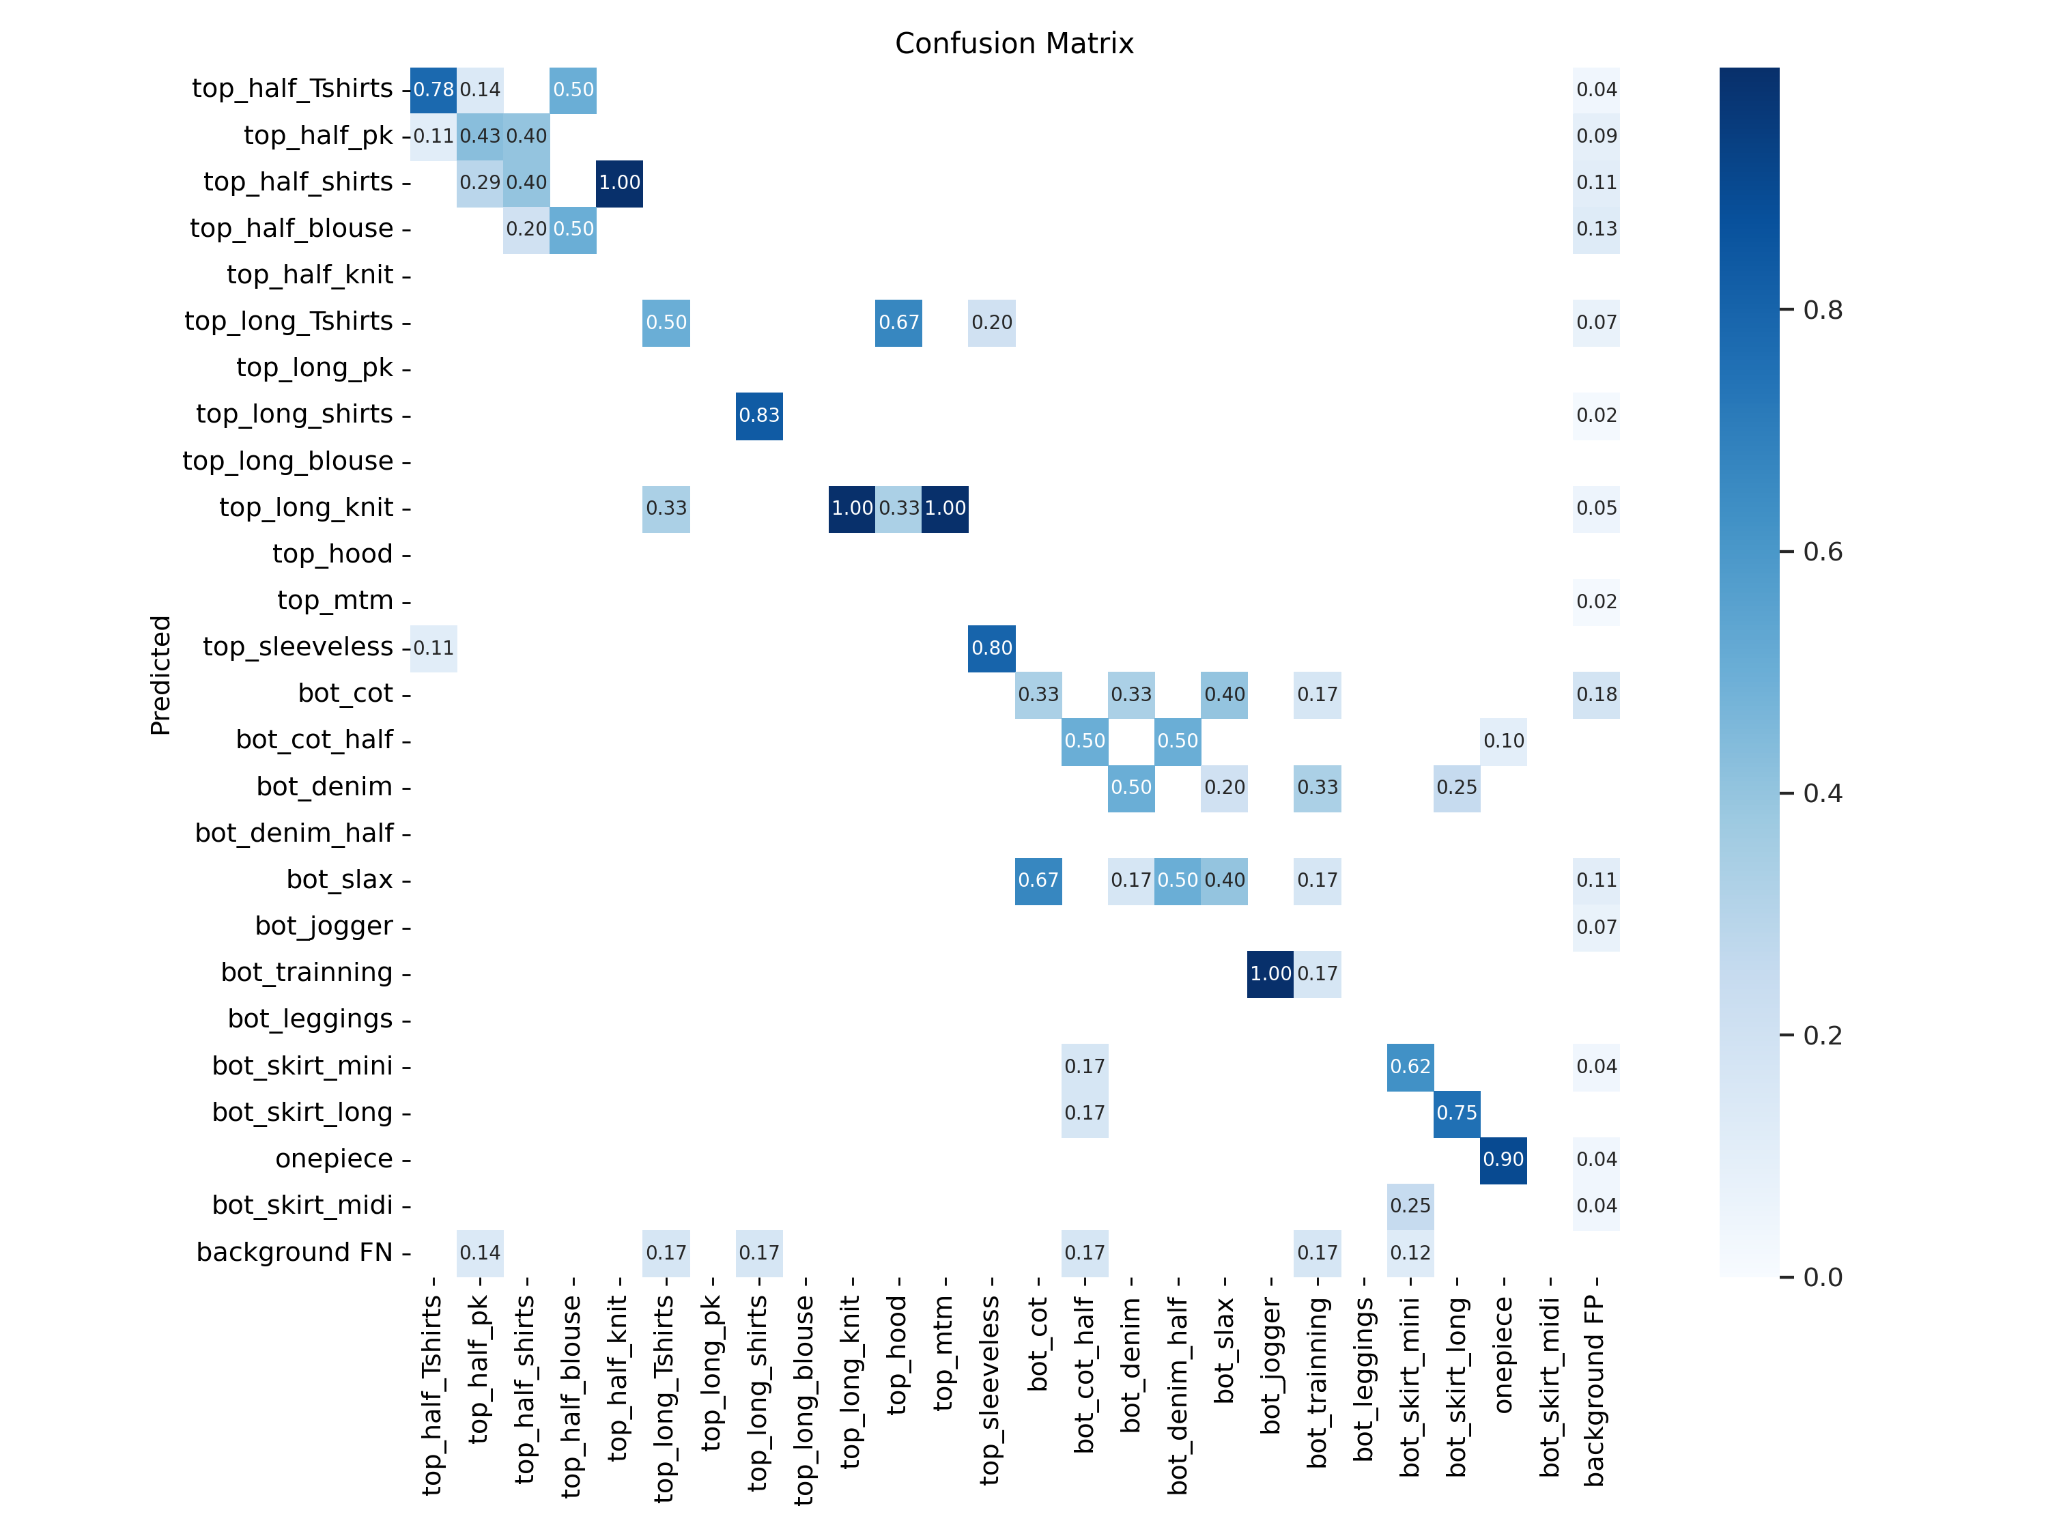 Confusion Matrix
top_half_Tshirts 0.78 0.14 0.50 0.04
top_half_pk 0.11 0.43 0.40 0.09
top_half_shirts 0.29 0.40 1.00 0.11
top_half_blouse 0.20 0.50 0.13
top_half_knit
top_long_Tshirts 0.50 0.67 0.20 0.07
0.8
top_long_pk
top_long_shirts 0.83 0.02
top_long_blouse
top_long_knit 0.33 1.00 0.33 1.00 0.05
top_hood
0.6
top_mtm 0.02
Predicted
top_sleeveless 0.11 0.80
bot_cot 0.33 0.33 0.40 0.17 0.18
bot_cot_half 0.50 0.50 0.10
bot_denim 0.50 0.20 0.33 0.25
0.4
bot_denim_half
bot_slax 0.67 0.17 0.50 0.40 0.17 0.11
bot_jogger 0.07
bot_trainning 1.00 0.17
bot_leggings
0.2
bot_skirt_mini 0.17 0.62 0.04
bot_skirt_long 0.17 0.75
onepiece 0.90 0.04
bot_skirt_midi 0.25 0.04
background FN 0.14 0.17 0.17 0.17 0.17 0.12
0.0
top_half_Tshirts
top_half_pk
top_half_shirts
top_half_blouse
top_half_knit
top_long_Tshirts
top_long_pk
top_long_shirts
top_long_blouse
top_long_knit
top_hood
top_mtm
top_sleeveless
bot_cot
bot_cot_half
bot_denim
bot_denim_half
bot_slax
bot_jogger
bot_trainning
bot_leggings
bot_skirt_mini
bot_skirt_long
onepiece
bot_skirt_midi
background FP